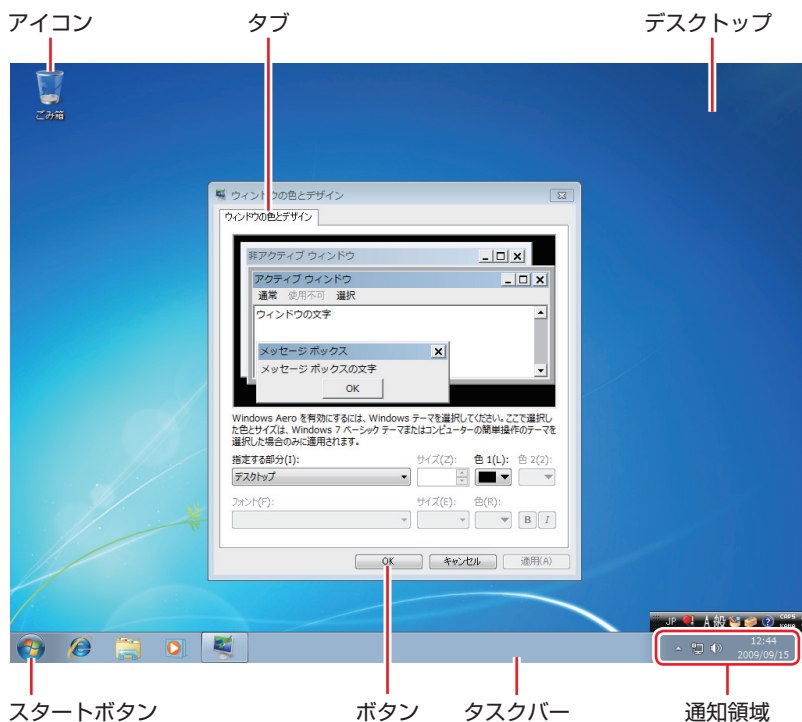 アイコン タブ デスクトップ
ごみ箱
ウィンドウの色とデザイン
ウィンドウの色とデザイン
非アクティブ ウィンドウ
アクティブ ウィンドウ
通常 使用不可 選択
ウィンドウの文字
メッセージ ボックス
メッセージ ボックスの文字
OK
Windows Aero を有効にするには、Windows テーマを選択してください。ここで選択し
た色とサイズは、Windows 7 ベーシック テーマまたはコンピューターの簡単操作のテーマを
選択した場合のみに適用されます。
指定する部分(I): サイズ(Z): 色 1(L): 色 2(2):
デスクトップ
フォント(F): サイズ(E): 色(R):
B I
OK キャンセル 適用(A)
JP A 般 CAPS
KANA
12:44
2009/09/15
スタートボタン ボタン タスクバー 通知領域